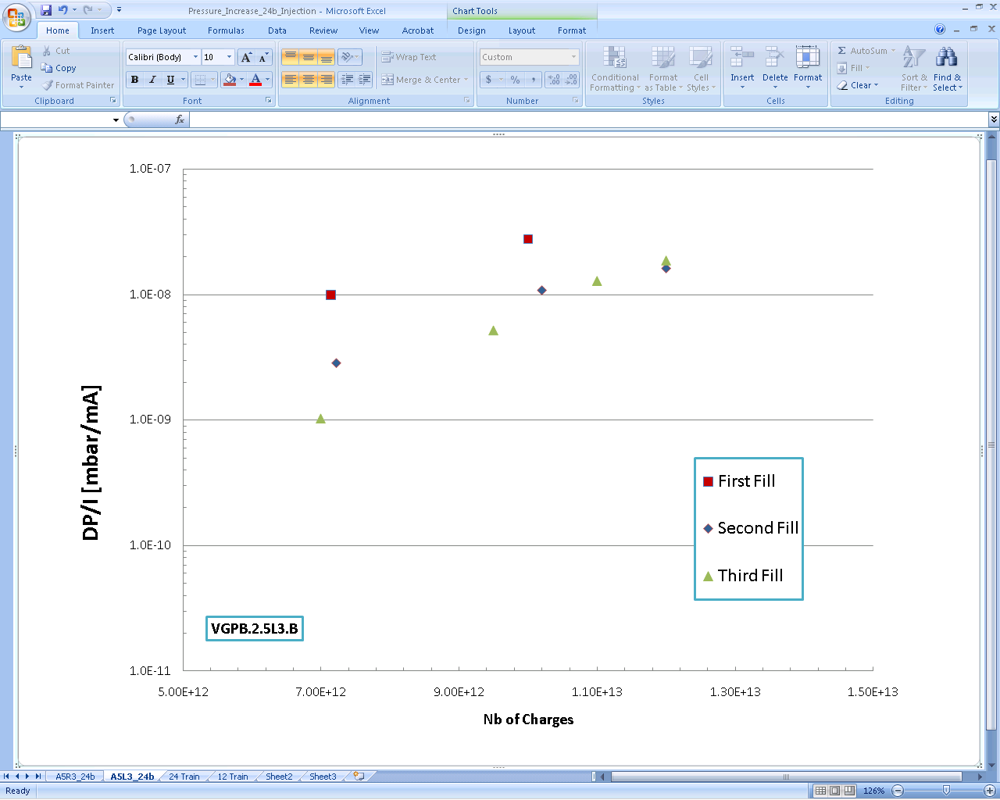 Pressure_Increase_24b_Injection - Microsoft Excel
Chart Tools
Home Insert Page Layout Formulas Data Review View Acrobat Design Layout Format
Paste
Cut
Copy
Format Painter
Clipboard
Calibri (Body) 10
B I U
Font
Wrap Text
Merge & Center
Alignment
Custom
$ % ,
Number
Conditional Formatting
Format as Table
Cell Styles
Styles
Insert
Delete
Format
Cells
AutoSum
Fill
Clear
Sort & Filter
Find & Select
Editing
fx
1.0E-07
1.0E-08
1.0E-09
1.0E-10
1.0E-11
DP/I [mbar/mA]
First Fill
Second Fill
Third Fill
VGPB.2.5L3.B
5.00E+12 7.00E+12 9.00E+12 1.10E+13 1.30E+13 1.50E+13
Nb of Charges
A5R3_24b A5L3_24b 24 Train 12 Train Sheet2 Sheet3
Ready
126%